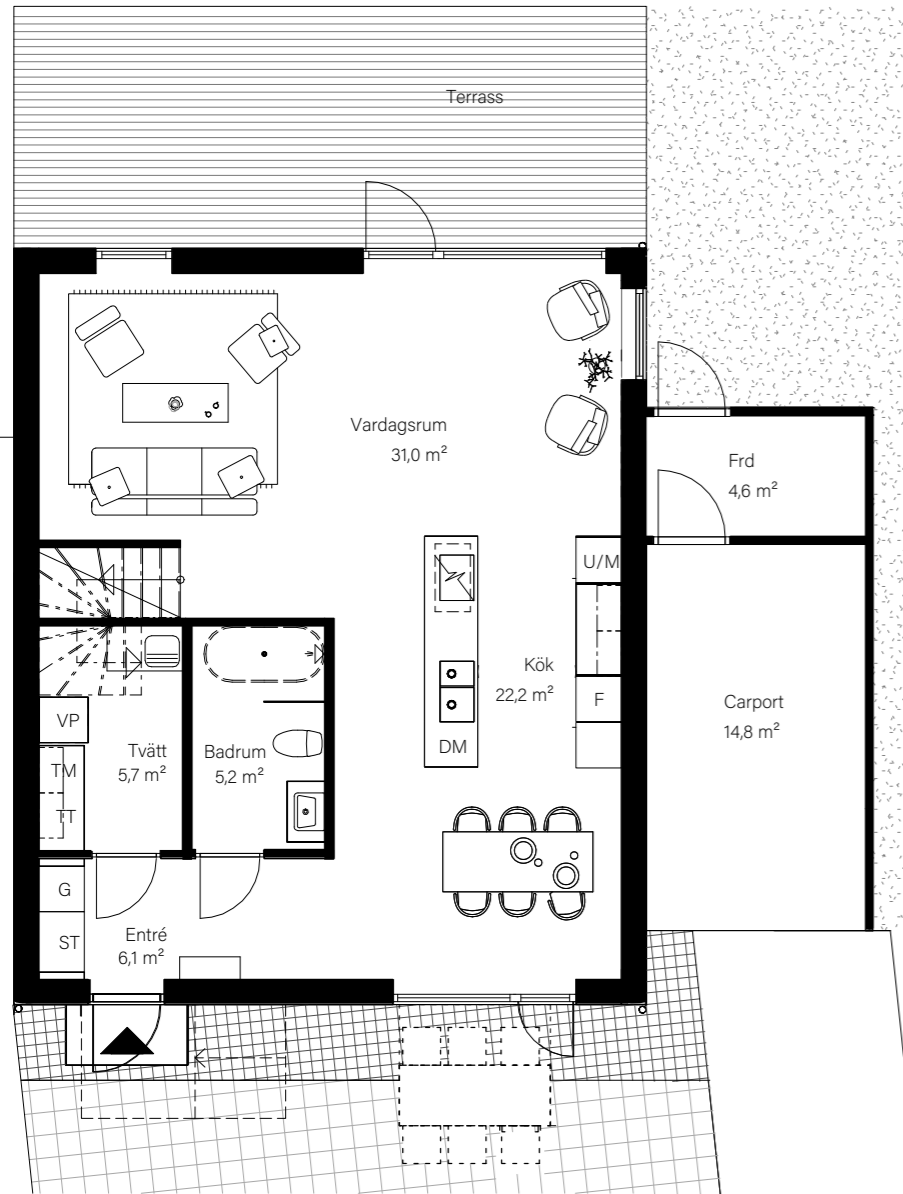 Terrass
Vardagsrum
31,0 m²
Frd
4,6 m²
U/M
Kök
22,2 m²
F
DM
Carport
14,8 m²
VP
TM
TT
Tvätt
5,7 m²
Badrum
5,2 m²
G
ST
Entré
6,1 m²